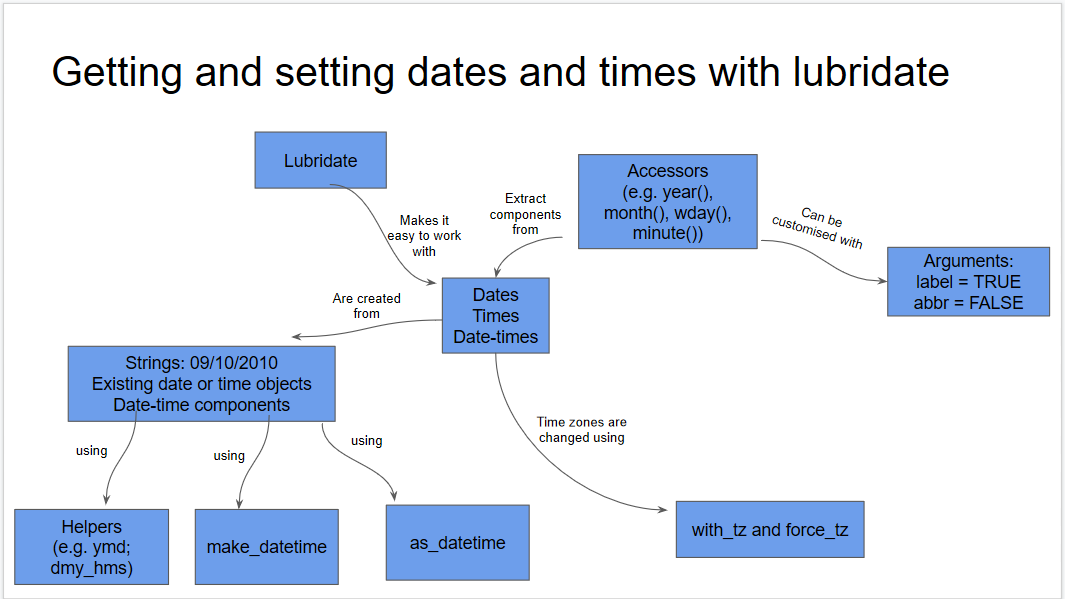 Getting and setting dates and times with lubridate
Lubridate
Makes it
easy to work
with
Extract
components
from
Accessors
(e.g. year(),
month(), wday(),
minute())
Can be
customised with
Arguments:
label = TRUE
abbr = FALSE
Dates
Times
Date-times
Are created
from
Strings: 09/10/2010
Existing date or time objects
Date-time components
using
using
using
Time zones are
changed using
Helpers
(e.g. ymd;
dmy_hms)
make_datetime
as_datetime
with_tz and force_tz